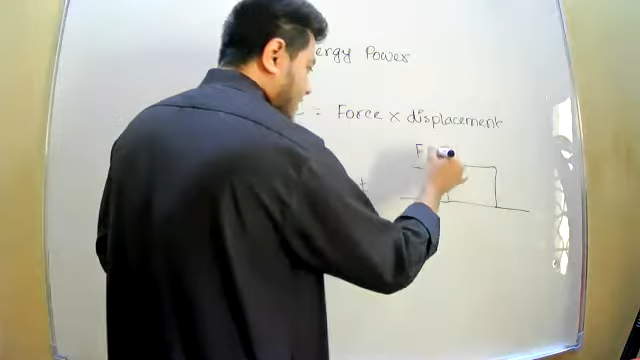 ergy Power
= Force × displacement
F